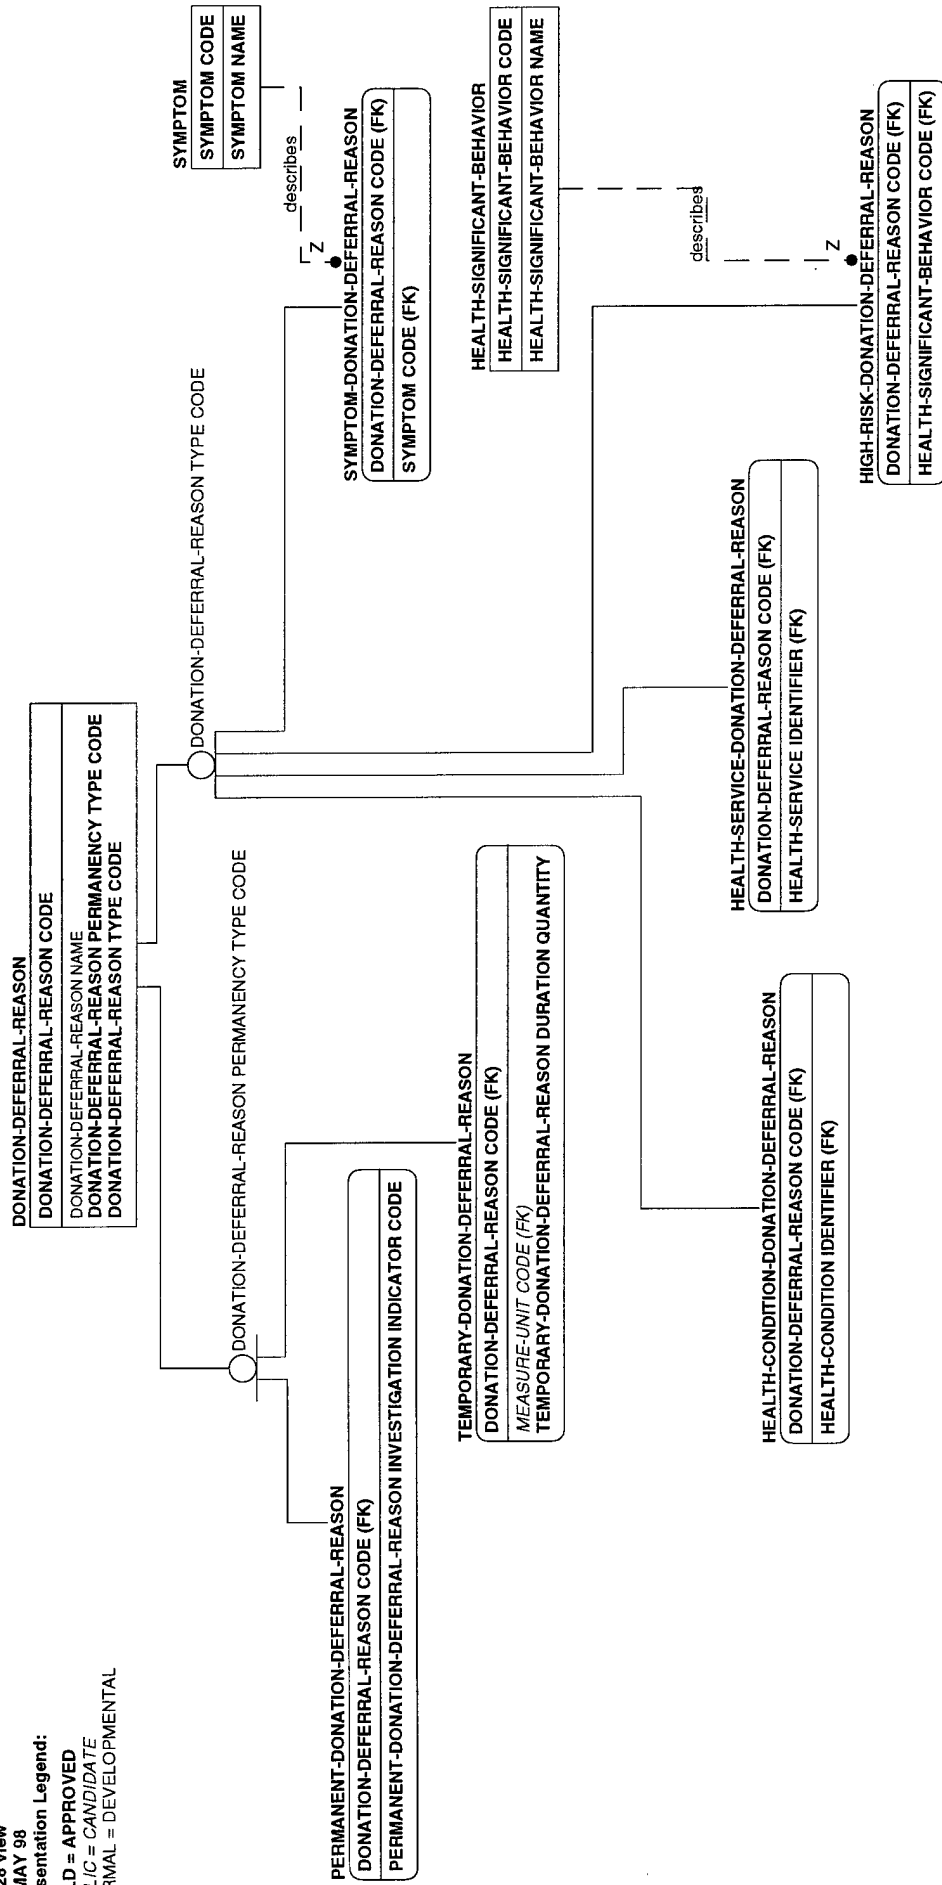 28 view
MAY 98
sentation Legend:
LD = APPROVED
LIC = CANDIDATE
RMAL = DEVELOPMENTAL
DONATION-DEFERRAL-REASON
DONATION-DEFERRAL-REASON CODE
DONATION-DEFERRAL-REASON NAME
DONATION-DEFERRAL-REASON PERMANENCY TYPE CODE
DONATION-DEFERRAL-REASON TYPE CODE
DONATION-DEFERRAL-REASON PERMANENCY TYPE CODE
DONATION-DEFERRAL-REASON TYPE CODE
SYMPTOM
SYMPTOM CODE
SYMPTOM NAME
describes
Z
PERMANENT-DONATION-DEFERRAL-REASON
DONATION-DEFERRAL-REASON CODE (FK)
PERMANENT-DONATION-DEFERRAL-REASON INVESTIGATION INDICATOR CODE
SYMPTOM-DONATION-DEFERRAL-REASON
DONATION-DEFERRAL-REASON CODE (FK)
SYMPTOM CODE (FK)
TEMPORARY-DONATION-DEFERRAL-REASON
DONATION-DEFERRAL-REASON CODE (FK)
MEASURE-UNIT CODE (FK)
TEMPORARY-DONATION-DEFERRAL-REASON DURATION QUANTITY
HEALTH-SIGNIFICANT-BEHAVIOR
HEALTH-SIGNIFICANT-BEHAVIOR CODE
HEALTH-SIGNIFICANT-BEHAVIOR NAME
describes
Z
HEALTH-CONDITION-DONATION-DEFERRAL-REASON
DONATION-DEFERRAL-REASON CODE (FK)
HEALTH-CONDITION IDENTIFIER (FK)
HEALTH-SERVICE-DONATION-DEFERRAL-REASON
DONATION-DEFERRAL-REASON CODE (FK)
HEALTH-SERVICE IDENTIFIER (FK)
HIGH-RISK-DONATION-DEFERRAL-REASON
DONATION-DEFERRAL-REASON CODE (FK)
HEALTH-SIGNIFICANT-BEHAVIOR CODE (FK)